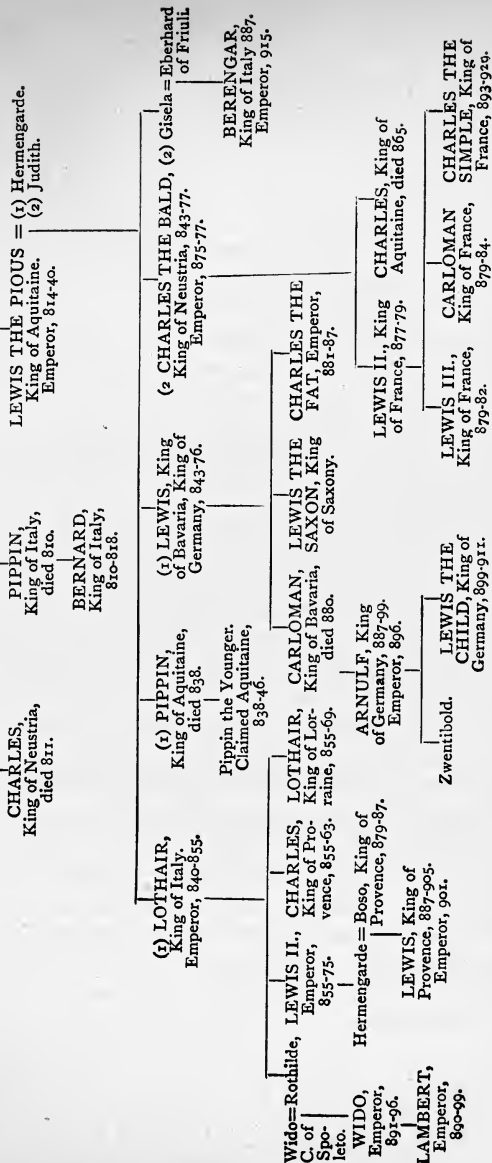 CHARLES,
King of Neustria,
died 811.
PIPPIN,
King of Italy,
died 810.
BERNARD,
King of Italy,
810-818.
LEWIS THE PIOUS = (1) Hermengarde.
King of Aquitaine. (2) Judith.
Emperor, 814-40.
(1) LOTHAIR,
King of Italy.
Emperor, 840-855.
(1) PIPPIN,
King of Aquitaine,
died 838.
Pippin the Younger.
Claimed Aquitaine,
838-46.
(1) LEWIS, King
of Bavaria, King of
Germany, 843-76.
(2 CHARLES THE BALD,
King of Neustria, 843-77.
Emperor, 875-77.
(2) Gisela = Eberhard
of Friuli.
BERENGAR,
King of Italy 887.
Emperor, 915.
Wido = Rothilde,
C. of
Spo-
leto.
WIDO,
Emperor,
891-96.
LAMBERT,
Emperor,
890-99.
LEWIS II.,
Emperor,
855-75.
Hermengarde = Boso, King of
Provence, 879-87.
LEWIS, King of
Provence, 887-905.
Emperor, 901.
CHARLES,
King of Pro-
vence, 855-63.
LOTHAIR,
King of Lor-
raine, 855-69.
CARLOMAN,
King of Bavaria,
died 880.
ARNULF, King
of Germany, 887-99.
Emperor, 896.
Zwentibold.
LEWIS THE
CHILD, King of
Germany, 899-911.
LEWIS THE
SAXON, King
of Saxony.
CHARLES THE
FAT, Emperor,
881-87.
LEWIS II., King
of France, 877-79.
CHARLES, King of
Aquitaine, died 865.
LEWIS III.,
King of France,
879-82.
CARLOMAN
King of France,
879-84.
CHARLES THE
SIMPLE, King of
France, 893-929.